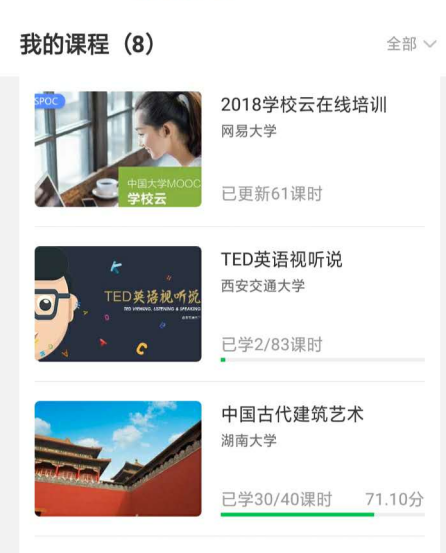 我的课程（8）
全部
SPOC
中国大学MOOC
学校云
2018学校云在线培训
网易大学
已更新61课时
TED英语视听说
TED VIEWING, LISTENING & SPEAKING
TED英语视听说
西安交通大学
已学2/83课时
中国古代建筑艺术
湖南大学
已学30/40课时
71.10分